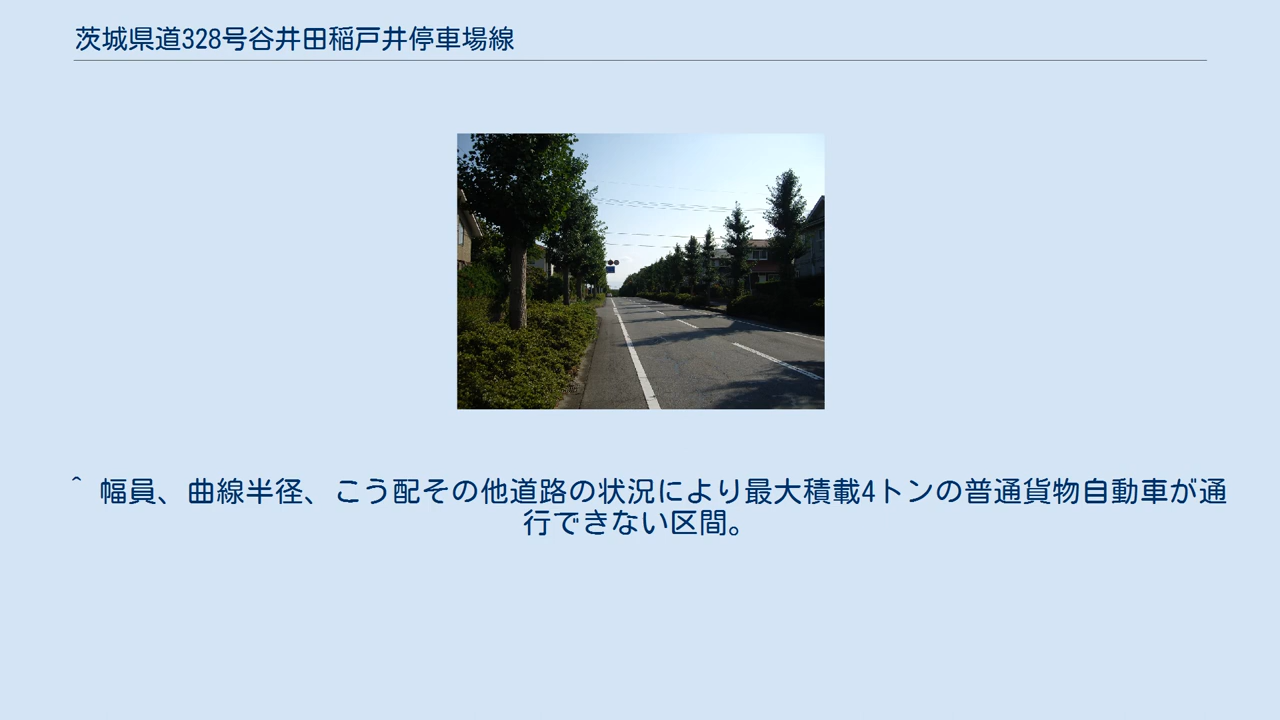 茨城県道328号谷井田稲戸井停車場線
^ 幅員、曲線半径、こう配その他道路の状況により最大積載4トンの普通貨物自動車が通
行できない区間。